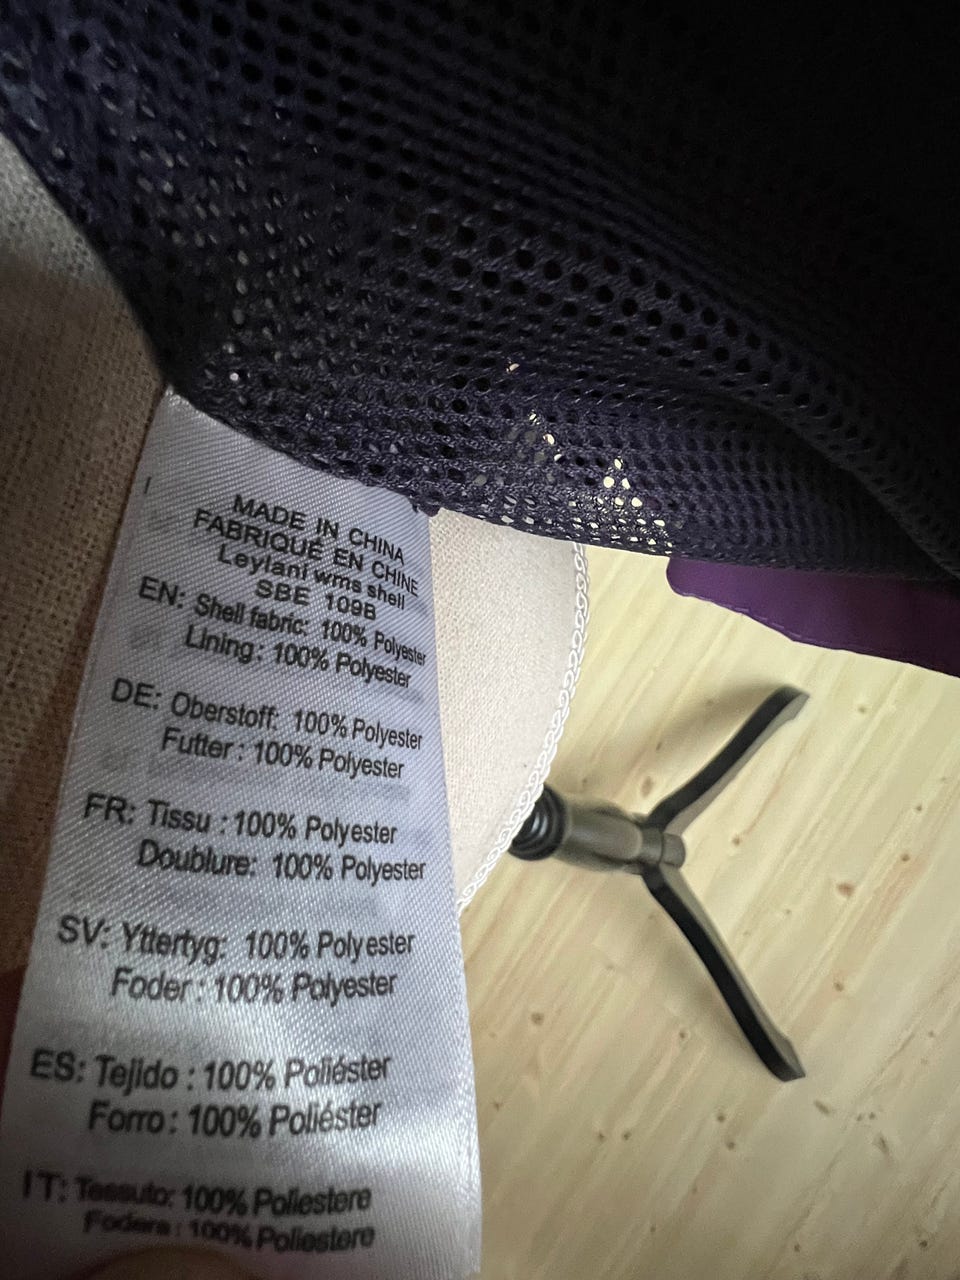 MADE IN CHINA
FABRIQUÉ EN CHINE
Leylani wms shell
SBE 109B
EN: Shell fabric: 100% Polyester
Lining: 100% Polyester
DE: Oberstoff: 100% Polyester
Futter : 100% Polyester
FR: Tissu : 100% Polyester
Doublure: 100% Polyester
SV: Yttertyg: 100% Polyester
Foder : 100% Polyester
ES: Tejido : 100% Poliéster
Forro : 100% Poliéster
IT: Tessuto: 100% Poliestere
Fodera : 100% Poliestere